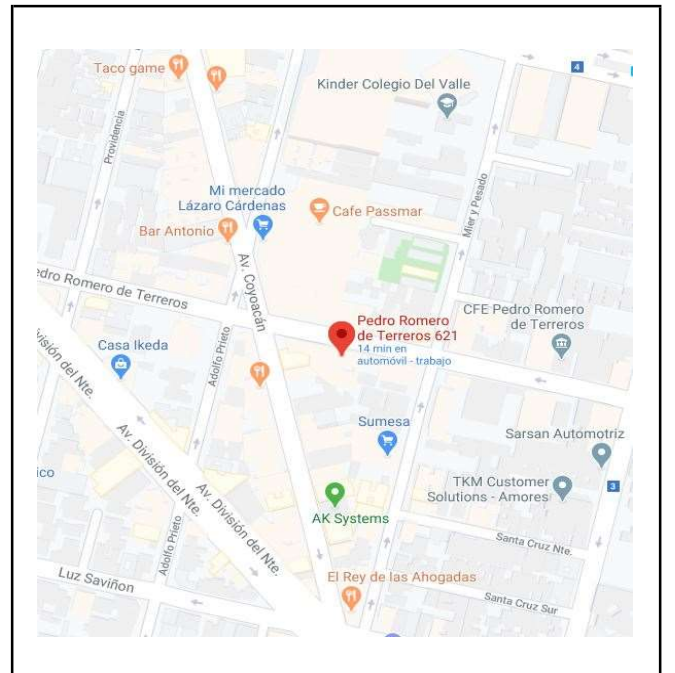 Taco game
Kinder Colegio Del Valle
4
Providencia
Mi mercado
Lázaro Cárdenas
Cafe Passmar
Bar Antonio
Mier y Pesado
Av. Coyoacán
edro Romero de Terreros
Pedro Romero
de Terreros 621
14 min en
automóvil - trabajo
CFE Pedro Romero
de Terreros
Casa Ikeda
Adolfo Prieto
visión del Nte.
Sumesa
Sarsan Automotriz
Av. División del Nte.
Av. División del Nte.
ico
TKM Customer
Solutions - Amores
3
AK Systems
Adolfo Prieto
Santa Cruz Nte.
Luz Saviñon
El Rey de las Ahogadas
Santa Cruz Sur